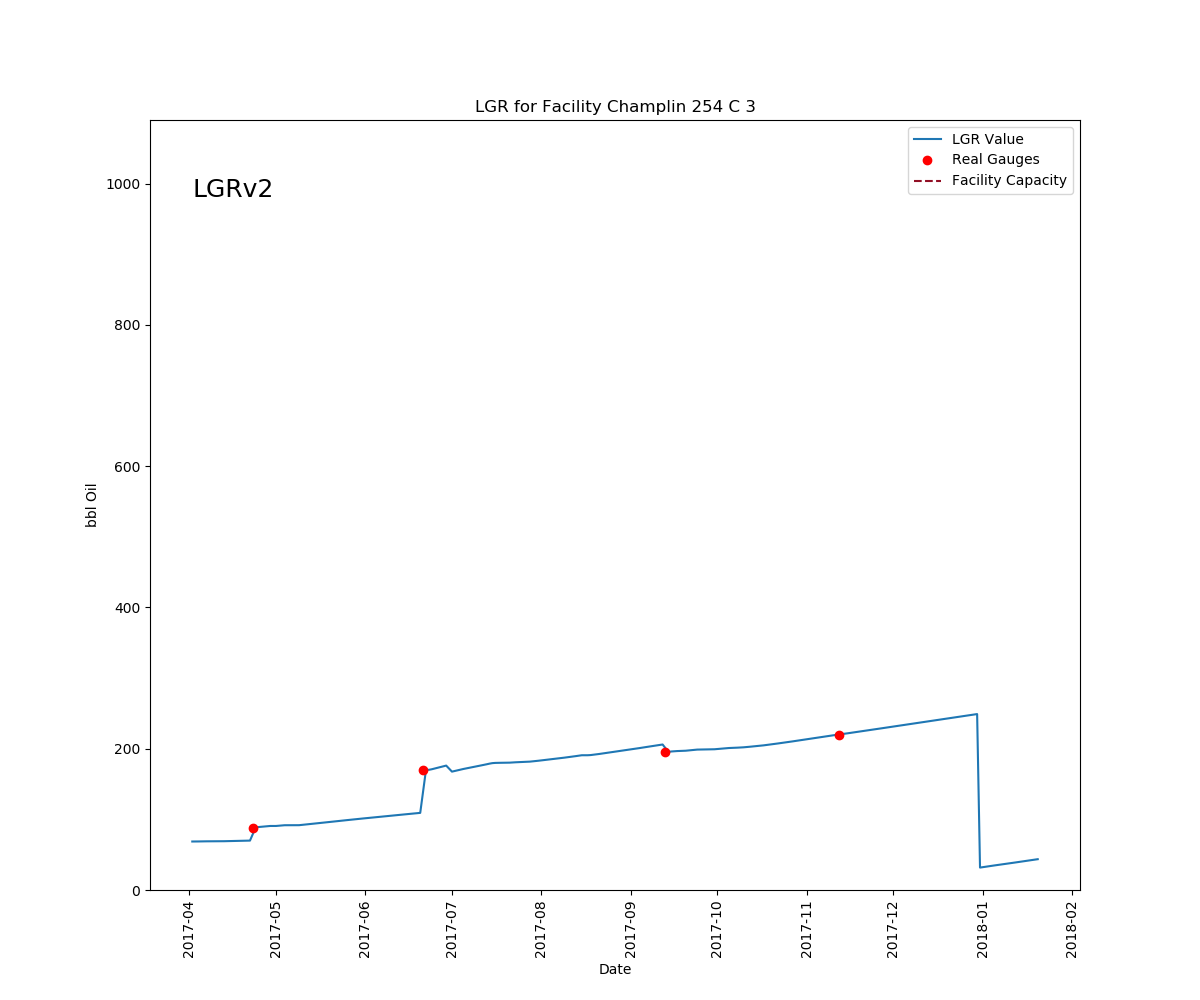 LGR for Facility Champlin 254 C 3
LGRv2
LGR Value
Real Gauges
Facility Capacity
bbl Oil
1000
800
600
400
200
0
2017-04
2017-05
2017-06
2017-07
2017-08
2017-09
2017-10
2017-11
2017-12
2018-01
2018-02
Date